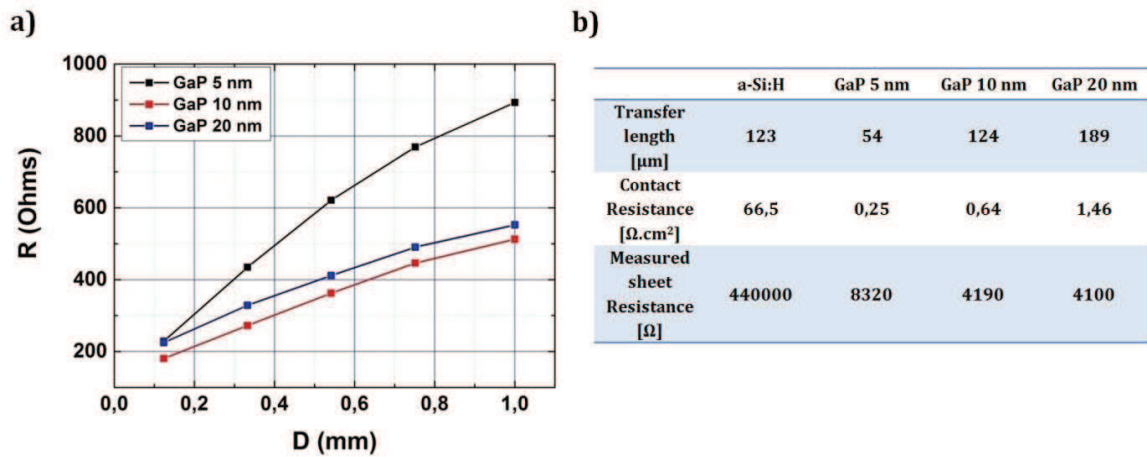 a)
1000
800
600
400
200
R (Ohms)
GaP 5 nm
GaP 10 nm
GaP 20 nm
0,0 0,2 0,4 0,6 0,8 1,0
D (mm)
b)
a-Si:H GaP 5 nm GaP 10 nm GaP 20 nm
Transfer
length
[µm]
123 54 124 189
Contact
Resistance
[Ω.cm²]
66,5 0,25 0,64 1,46
Measured
sheet
Resistance
[Ω]
440000 8320 4190 4100